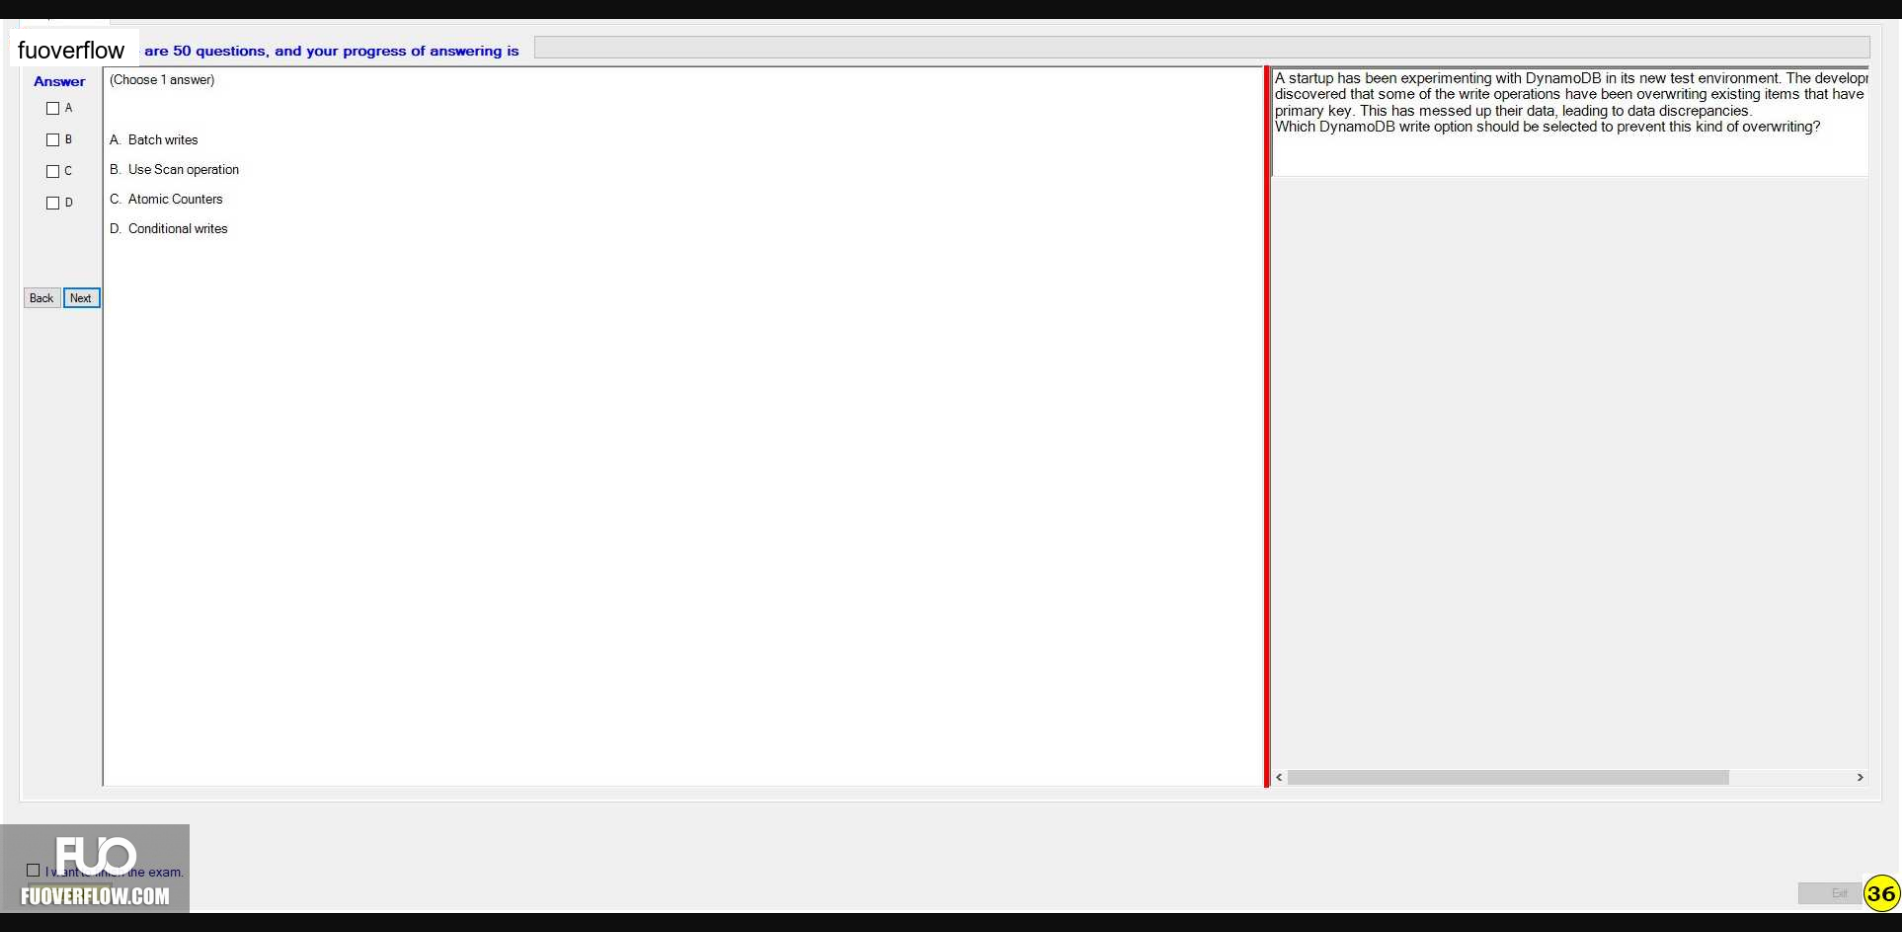 fuoverflow are 50 questions, and your progress of answering is
Answer
A
B
C
D
Back Next
(Choose 1 answer)
A. Batch writes
B. Use Scan operation
C. Atomic Counters
D. Conditional writes
A startup has been experimenting with DynamoDB in its new test environment. The develop
discovered that some of the write operations have been overwriting existing items that have
primary key. This has messed up their data, leading to data discrepancies.
Which DynamoDB write option should be selected to prevent this kind of overwriting?
FUO
I want the exam.
FUOVERFLOW.COM
Exit
36